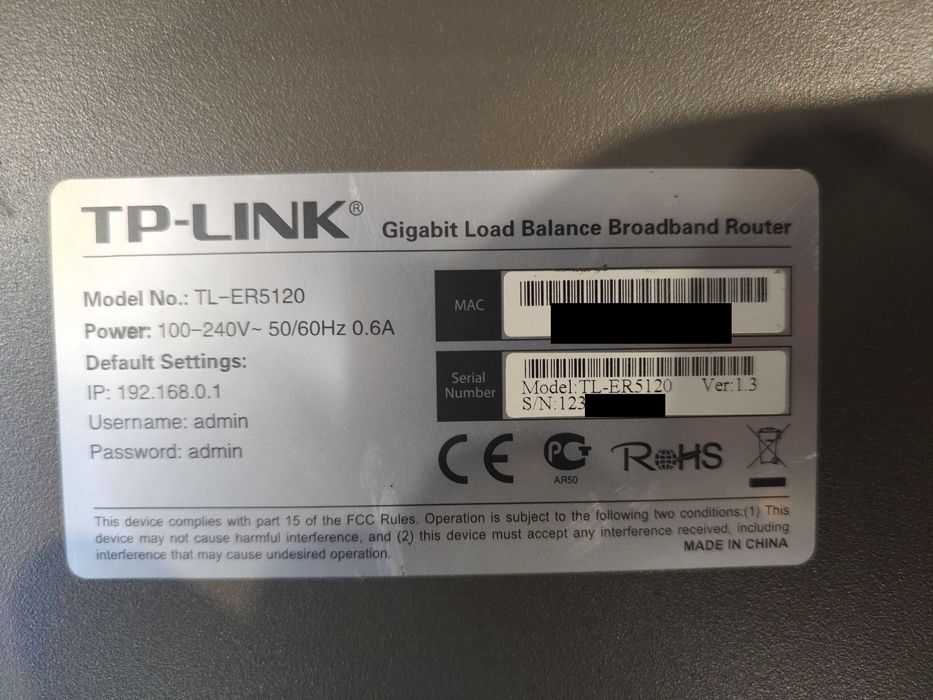 TP-LINK®
Gigabit Load Balance Broadband Router
Model No.: TL-ER5120
Power: 100-240V~ 50/60Hz 0.6A
Default Settings:
IP: 192.168.0.1
Username: admin
Password: admin
MAC
Serial
Number
Model:TL-ER5120 Ver:1.3
S/N:123
CE
PCT
АЯ50
RoHS
This device complies with part 15 of the FCC Rules. Operation is subject to the following two conditions:(1) This
device may not cause harmful interference, and (2) this device must accept any interference received, including
interference that may cause undesired operation.
MADE IN CHINA